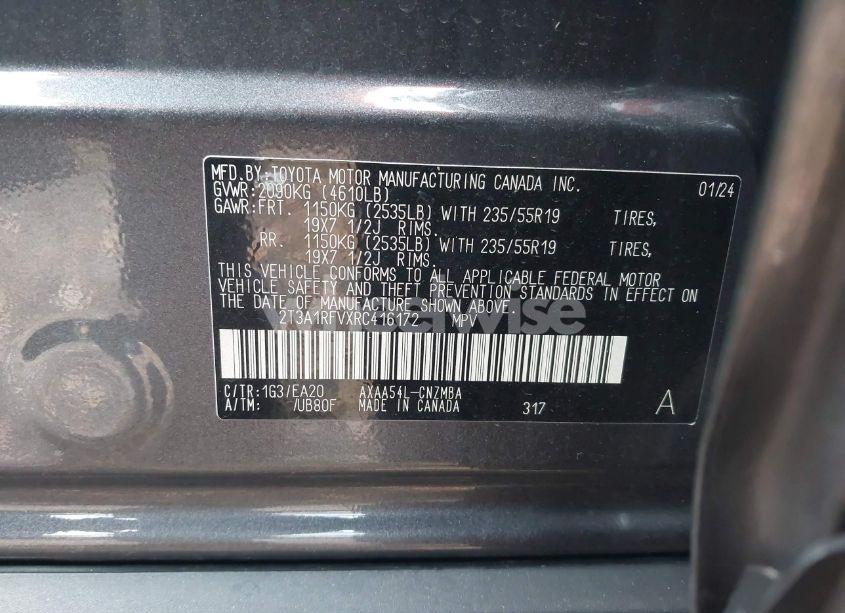 MFD.BY:TOYOTA MOTOR MANUFACTURING CANADA INC. 01/24
GVWR:2090KG (4610LB)
GAWR:FRT. 1150KG (2535LB) WITH 235/55R19 TIRES,
19X7 1/2J RIMS.
RR. 1150KG (2535LB) WITH 235/55R19 TIRES,
19X7 1/2J RIMS.
THIS VEHICLE CONFORMS TO ALL APPLICABLE FEDERAL MOTOR
VEHICLE SAFETY AND THEFT PREVENTION STANDARDS IN EFFECT ON
THE DATE OF MANUFACTURE SHOWN ABOVE.
2T3A1RFVXRC416172 MPV
C/TR:1G3/EA20 AXAA54L-CNZMBA
A/TM: /UB80F MADE IN CANADA 317 A